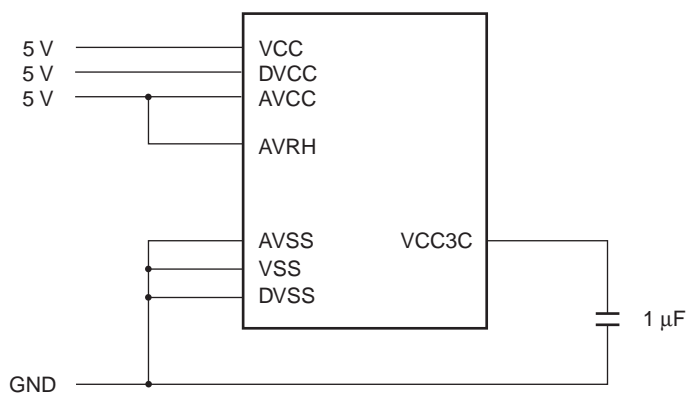 5 V VCC
5 V DVCC
5 V AVCC
AVRH
AVSS VCC3C
VSS
DVSS
1 μF
GND